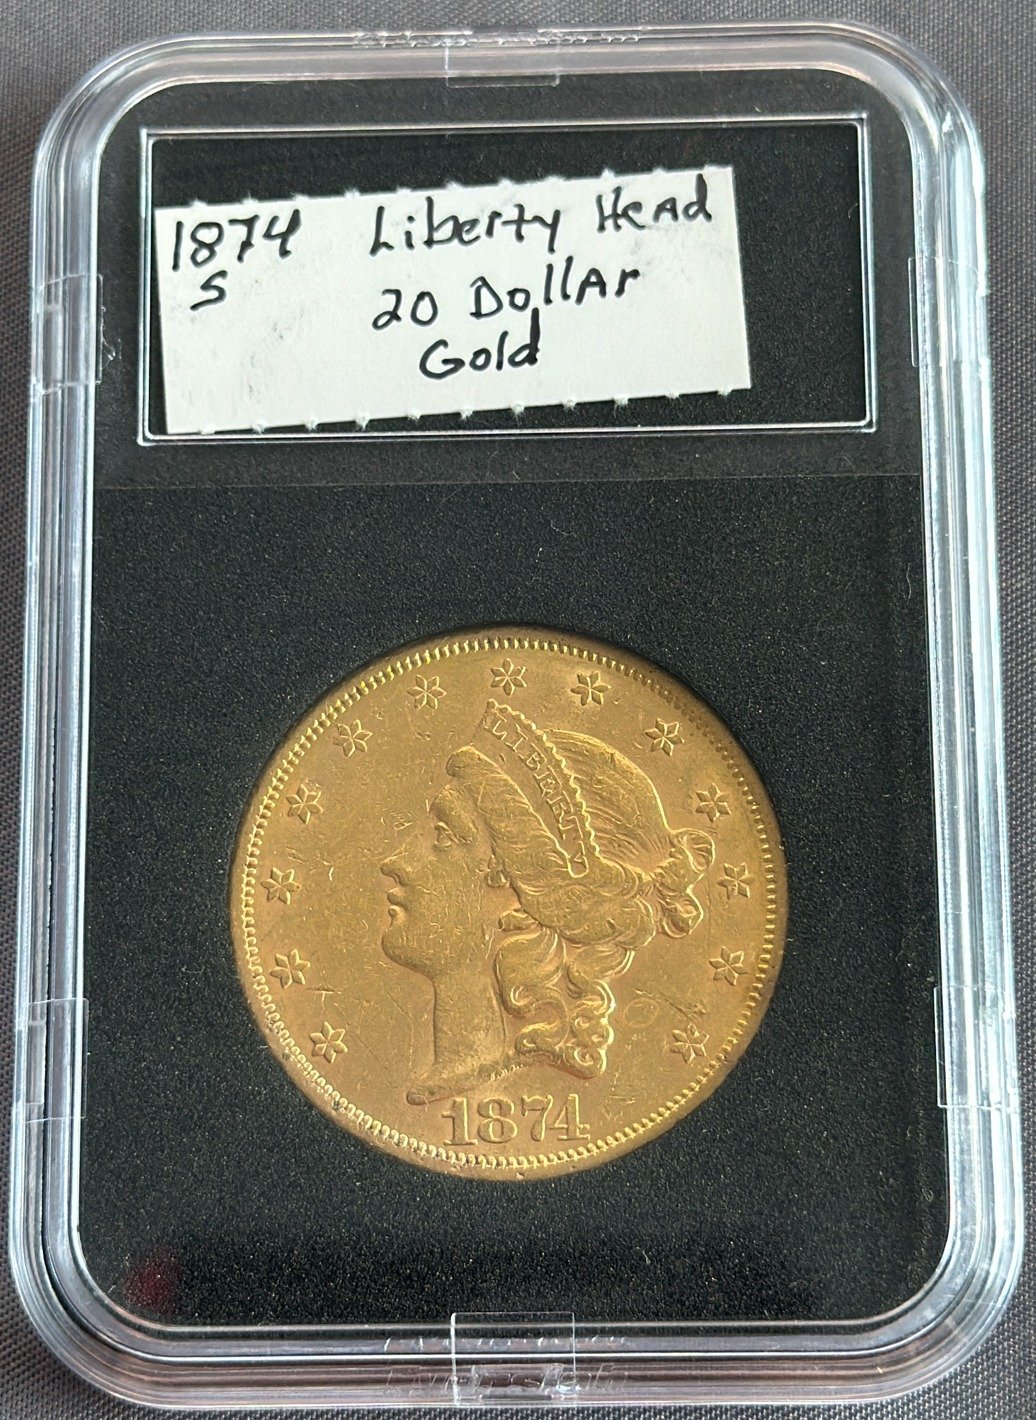 1874 Liberty Head
S 20 Dollar
Gold
LIBERTY
1874